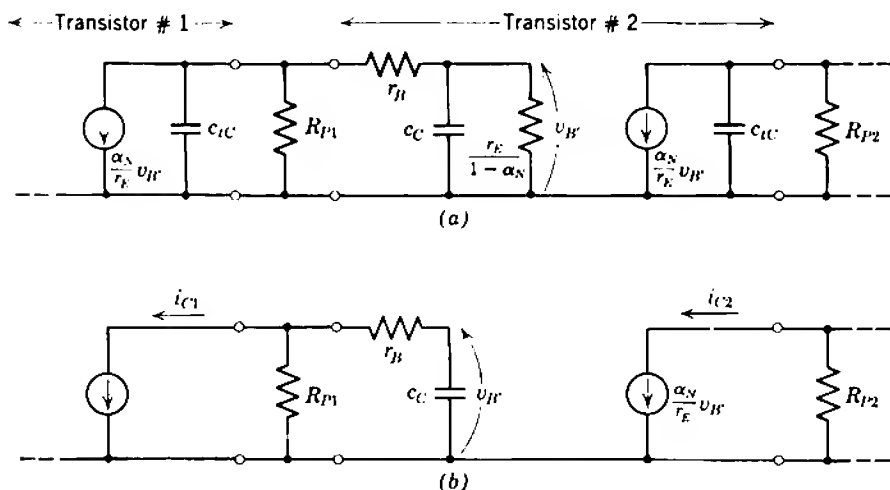 Transistor # 1
Transistor # 2
r_B
α_N/r_E v_B'
c_tC
R_P1
c_C
r_E/(1 - α_N)
v_B'
α_N/r_E v_B'
c_tC
R_P2
(a)
i_C1
i_C2
r_B
R_P1
c_C
v_B'
α_N/r_E v_B'
R_P2
(b)